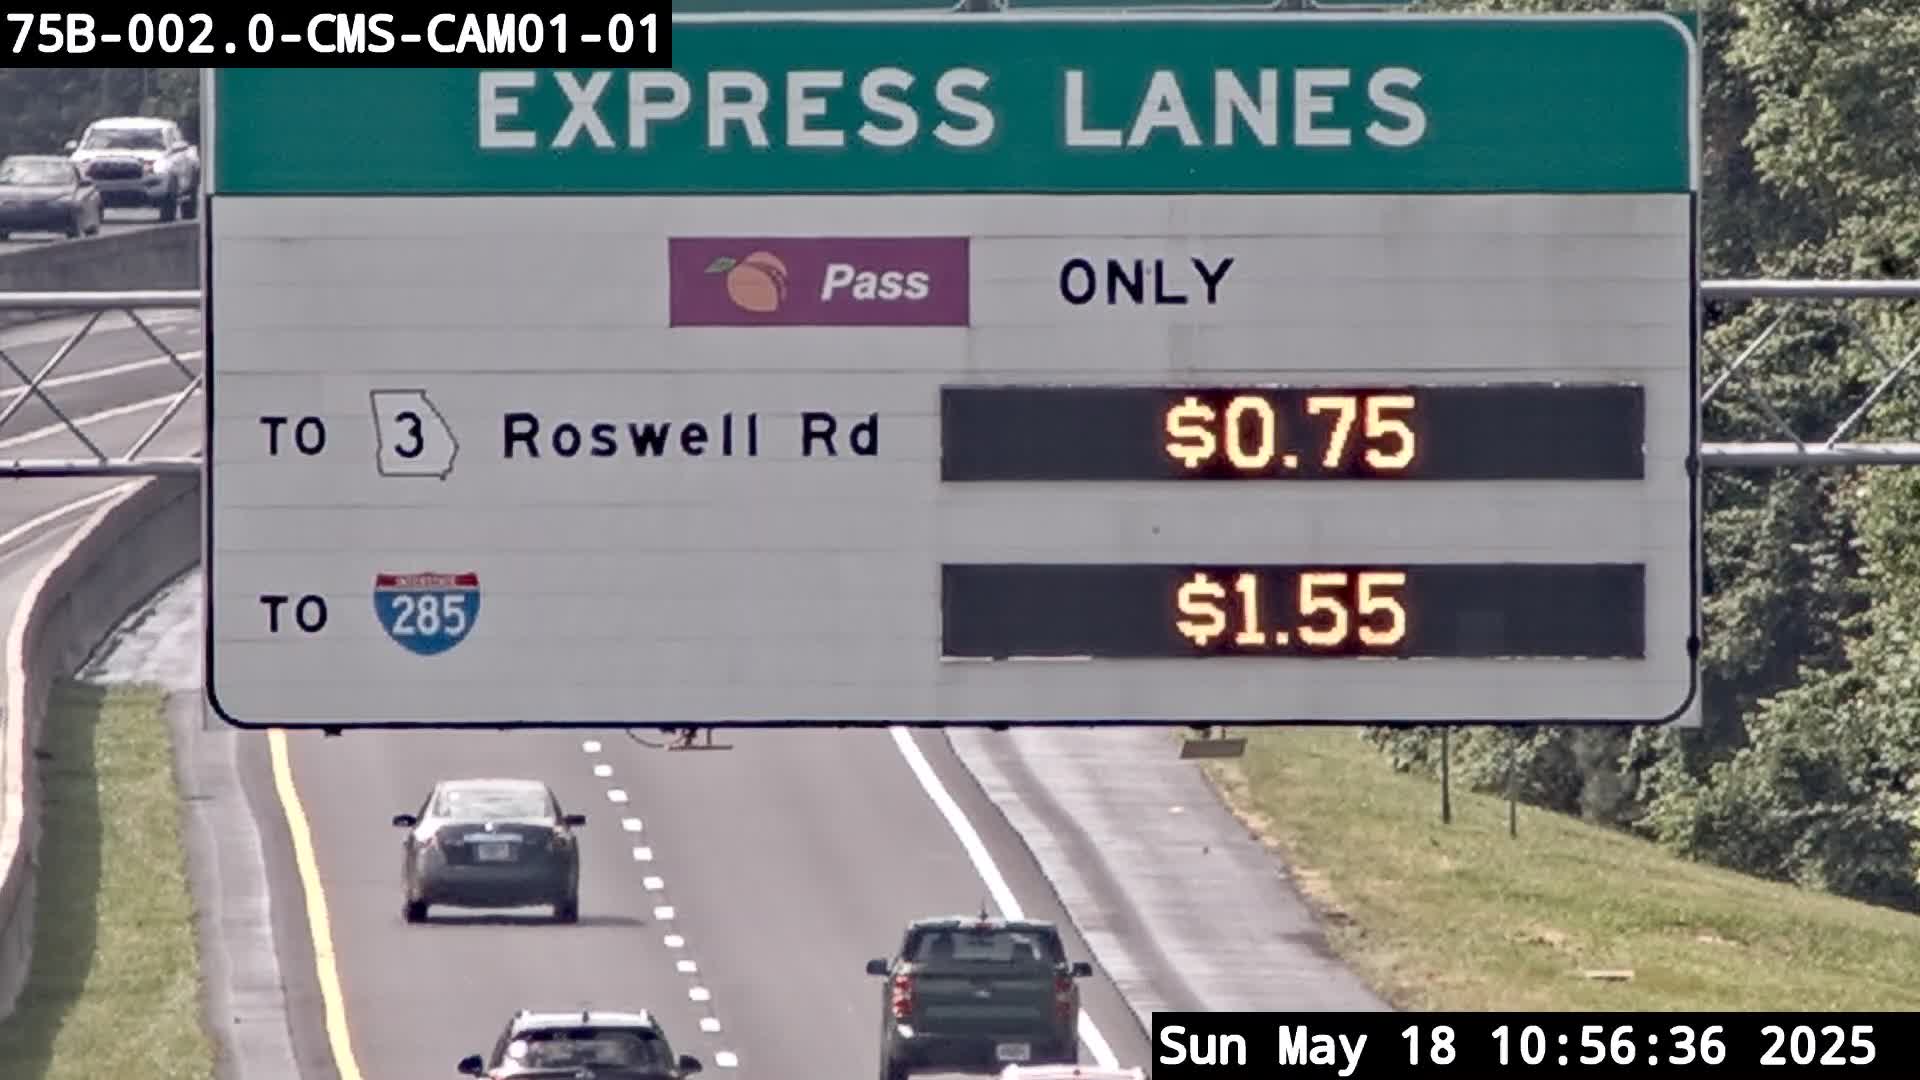 75B-002.0-CMS-CAM01-01
EXPRESS LANES
Pass ONLY
TO 3 Roswell Rd $0.75
TO INTERSTATE 285 $1.55
Sun May 18 10:56:36 2025